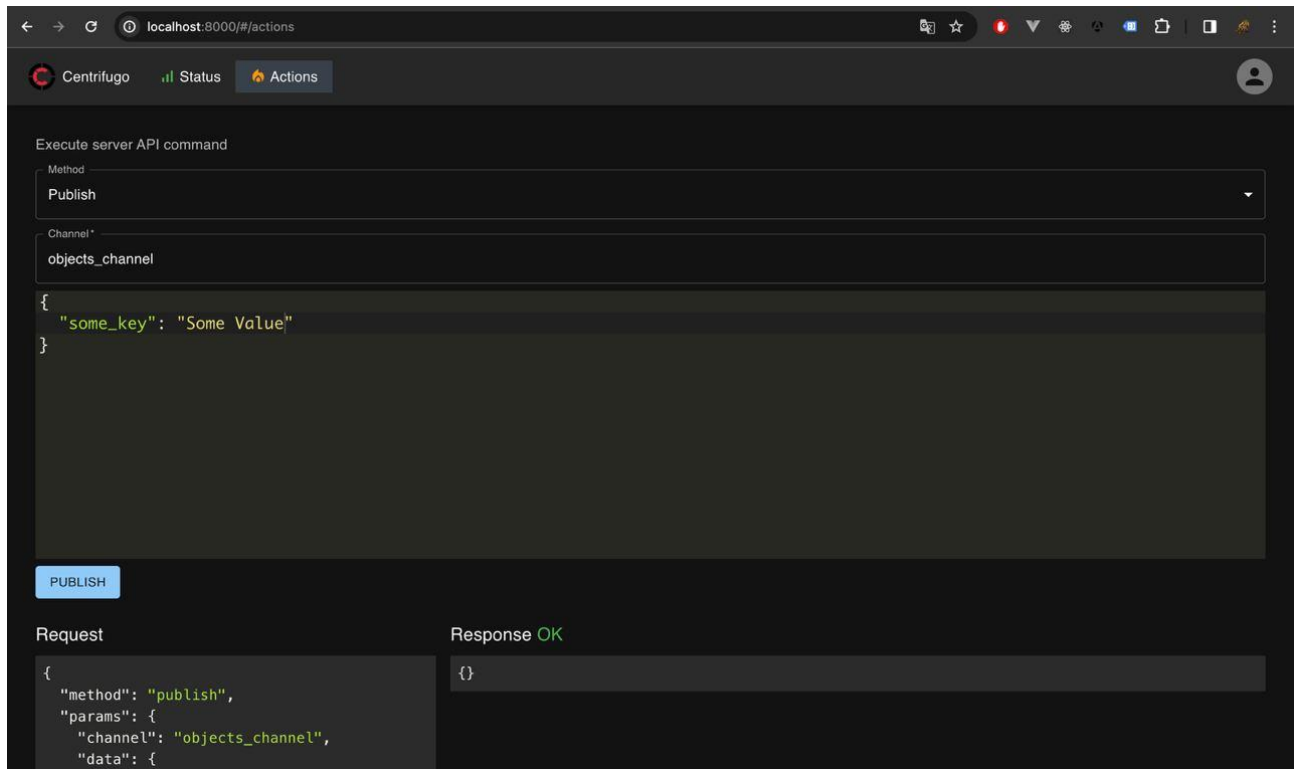 localhost:8000/#/actions
Centrifugo Status Actions
Execute server API command
Method
Publish
Channel*
objects_channel
{
"some_key": "Some Value"
}
PUBLISH
Request
Response OK
{
"method": "publish",
"params": {
"channel": "objects_channel",
"data": {
{}